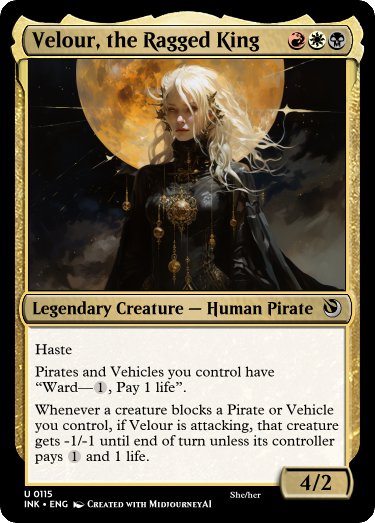 Velour, the Ragged King
Legendary Creature — Human Pirate
Haste
Pirates and Vehicles you control have
“Ward—1, Pay 1 life”.
Whenever a creature blocks a Pirate or Vehicle
you control, if Velour is attacking, that creature
gets -1/-1 until end of turn unless its controller
pays 1 and 1 life.
4/2
U 0115
INK • ENG Created with MidjourneyAI
She/her